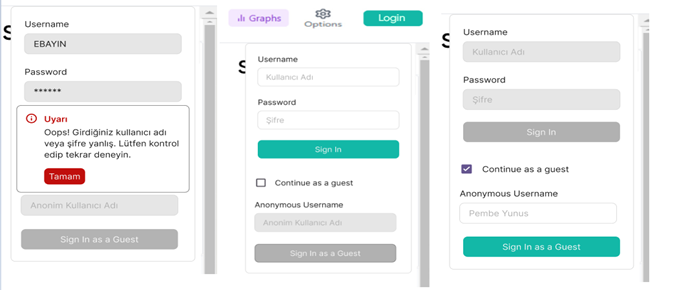 Username
EBAYIN
Password
******
Uyarı
Oops! Girdiğiniz kullanıcı adı
veya şifre yanlış. Lütfen kontrol
edip tekrar deneyin.
Tamam
Anonim Kullanıcı Adı
Sign In as a Guest
Graphs
Options
Login
S
Username
Kullanıcı Adı
Password
Şifre
Sign In
Continue as a guest
Anonymous Username
Anonim Kullanıcı Adı
Sign In as a Guest
Username
Kullanıcı Adı
Password
Şifre
Sign In
Continue as a guest
Anonymous Username
Pembe Yunus
Sign In as a Guest